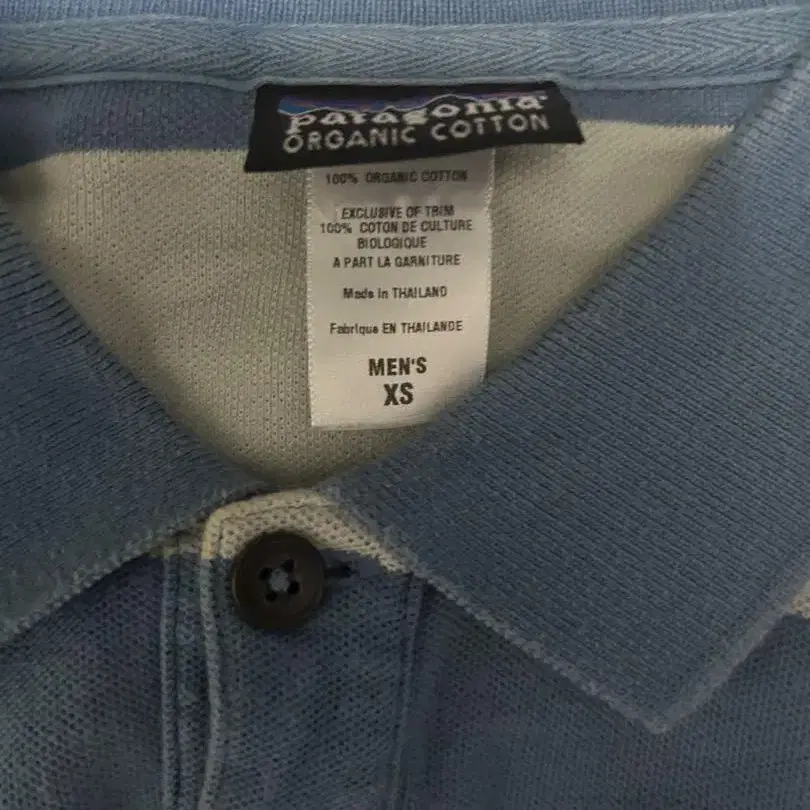 patagonia®
ORGANIC COTTON
100% ORGANIC COTTON
EXCLUSIVE OF TRIM
100% COTON DE CULTURE
BIOLOGIQUE
A PART LA GARNITURE
Made in THAILAND
Fabriqué EN THAILANDE
MEN'S
XS